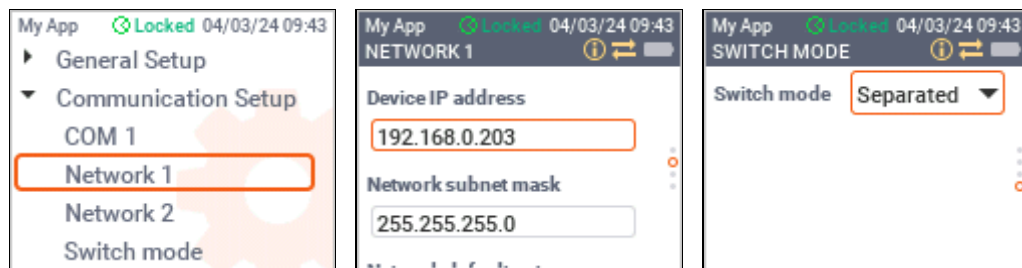 My App Locked 04/03/24 09:43
General Setup
Communication Setup
COM 1
Network 1
Network 2
Switch mode
My App Locked 04/03/24 09:43
NETWORK 1
Device IP address
192.168.0.203
Network subnet mask
255.255.255.0
My App Locked 04/03/24 09:43
SWITCH MODE
Switch mode Separated